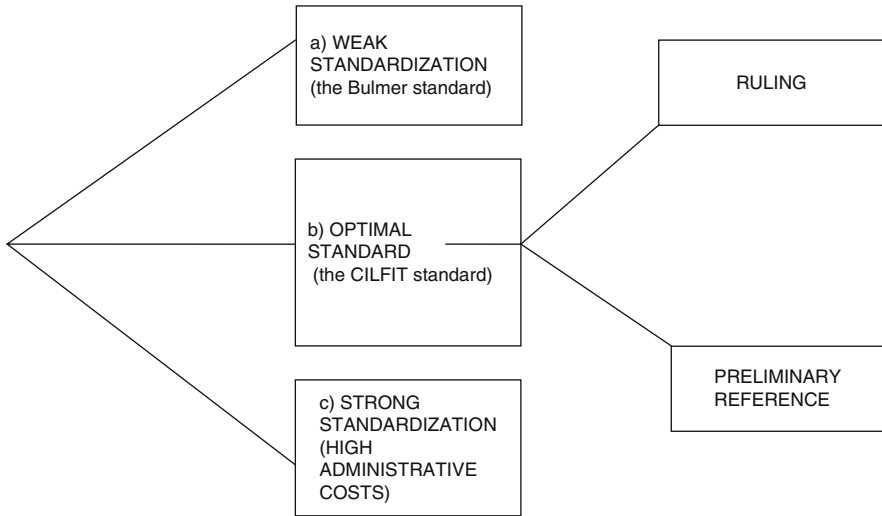 a) WEAK
STANDARDIZATION
(the Bulmer standard)
RULING
b) OPTIMAL
STANDARD
(the CILFIT standard)
PRELIMINARY
REFERENCE
c) STRONG
STANDARDIZATION
(HIGH
ADMINISTRATIVE
COSTS)